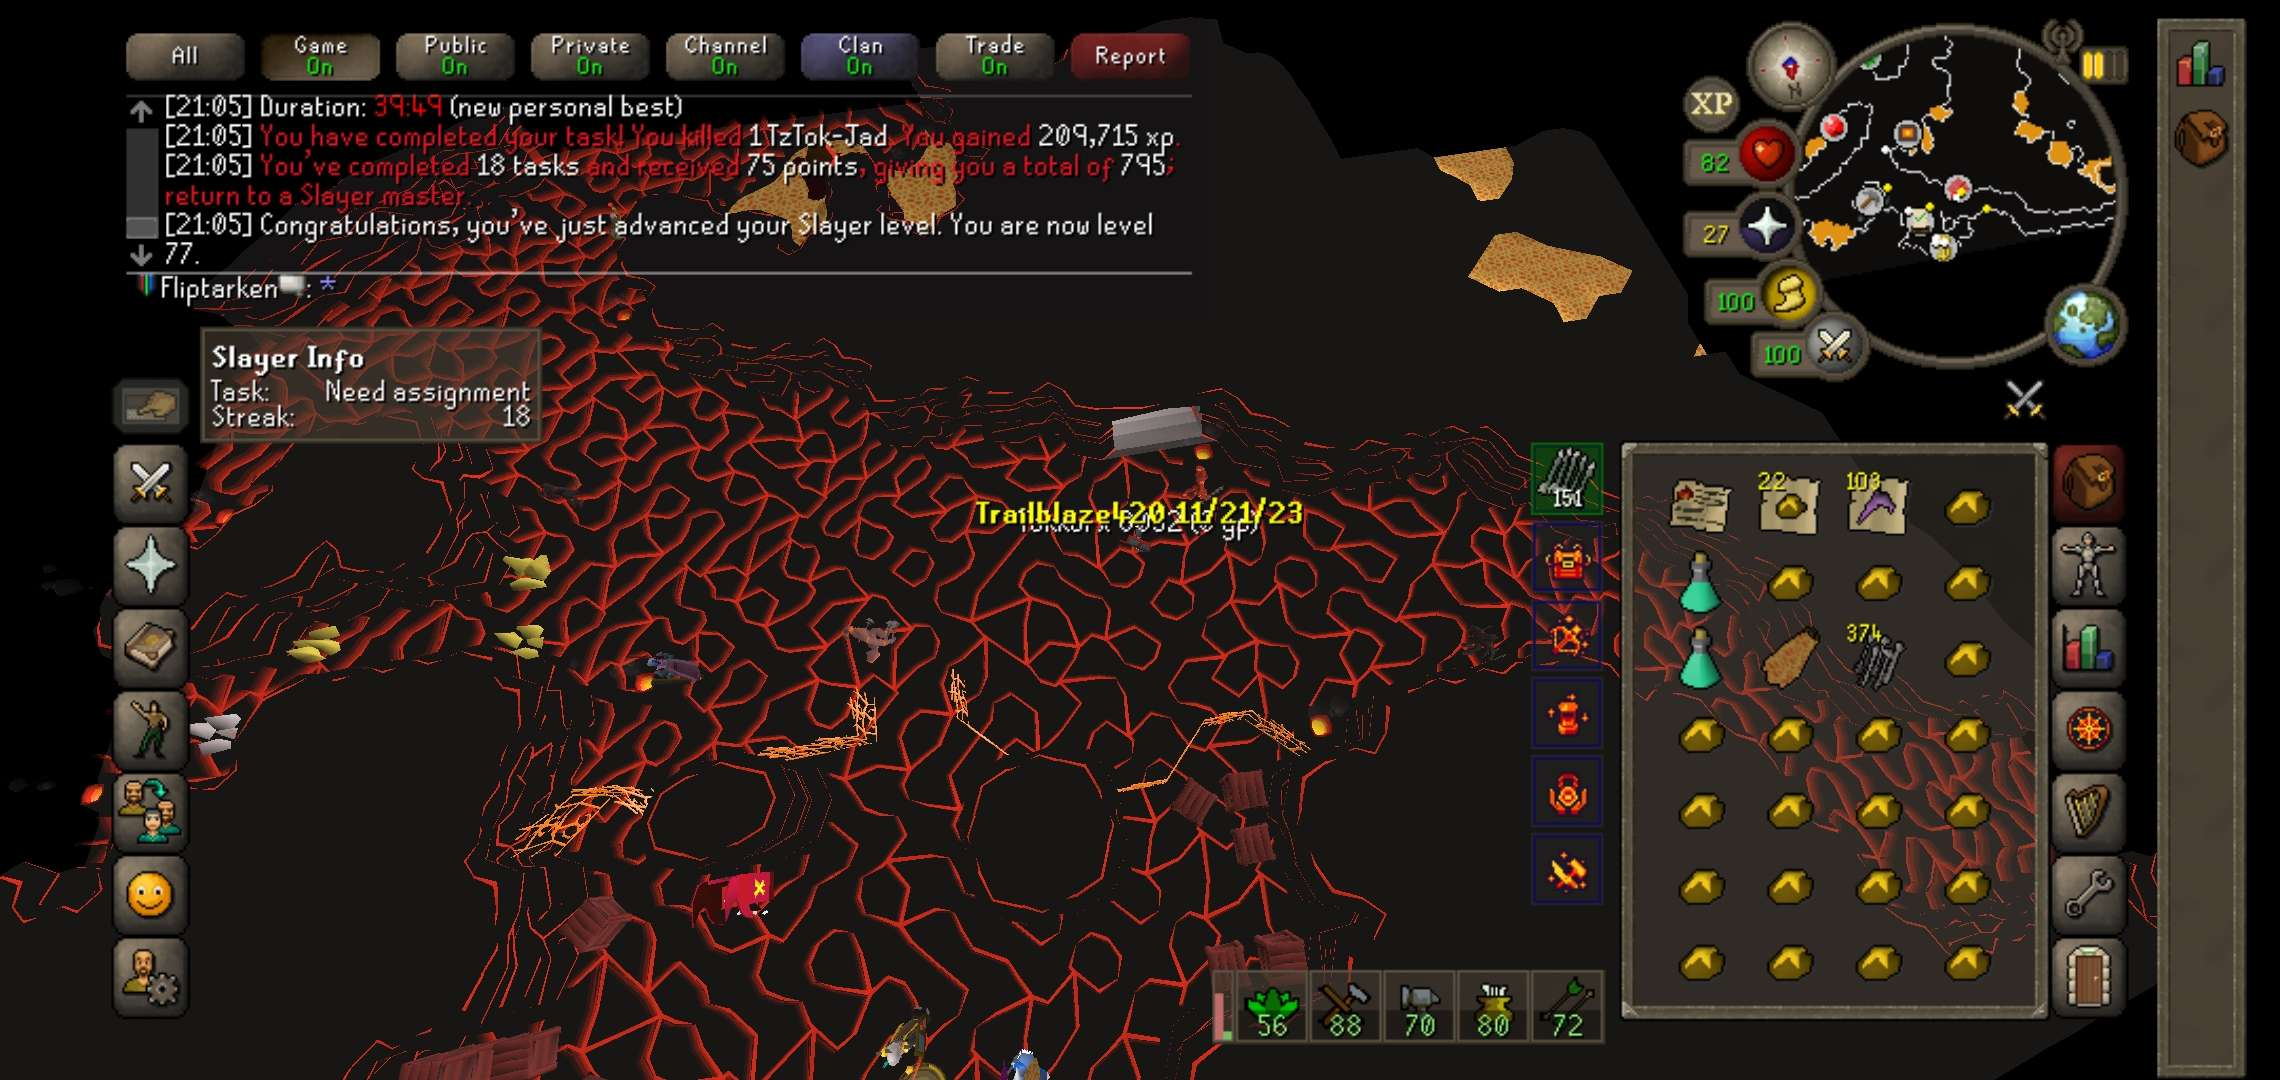 All
Game
On
Public
On
Private
On
Channel
On
Clan
On
Trade
On
Report
[21:05] Duration: 39:49 (new personal best)
[21:05] You have completed your task! You killed 1 TzTok-Jad. You gained 209,715 xp.
[21:05] You've completed 18 tasks and received 75 points, giving you a total of 795;
return to a Slayer master.
[21:05] Congratulations, you've just advanced your Slayer level. You are now level
77.
Fliptarken: *
Slayer Info
Task: Need assignment
Streak: 18
XP
N
82
27
100
100
Trailblaze420 11/21/23
151
22
103
374
56
88
70
80
72